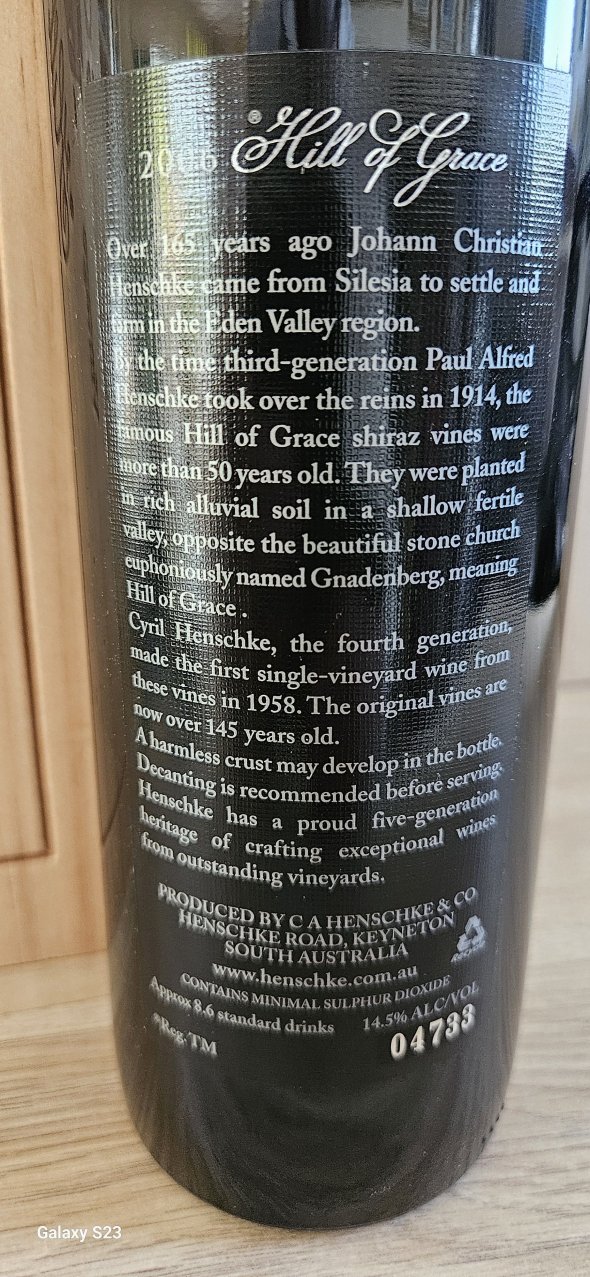 2006 ®Hill of Grace
Over 165 years ago Johann Christian
Henschke came from Silesia to settle and
farm in the Eden Valley region.
By the time third-generation Paul Alfred
Henschke took over the reins in 1914, the
famous Hill of Grace shiraz vines were
more than 50 years old. They were planted
in rich alluvial soil in a shallow fertile
valley, opposite the beautiful stone church
euphoniously named Gnadenberg, meaning
Hill of Grace .
Cyril Henschke, the fourth generation,
made the first single-vineyard wine from
these vines in 1958. The original vines are
now over 145 years old.
A harmless crust may develop in the bottle.
Decanting is recommended before serving.
Henschke has a proud five-generation
heritage of crafting exceptional wines
from outstanding vineyards.
PRODUCED BY C A HENSCHKE & CO
HENSCHKE ROAD, KEYNETON
SOUTH AUSTRALIA
www.henschke.com.au
CONTAINS MINIMAL SULPHUR DIOXIDE
Approx 8.6 standard drinks 14.5% ALC/VOL
®Reg. TM 04733
Galaxy S23